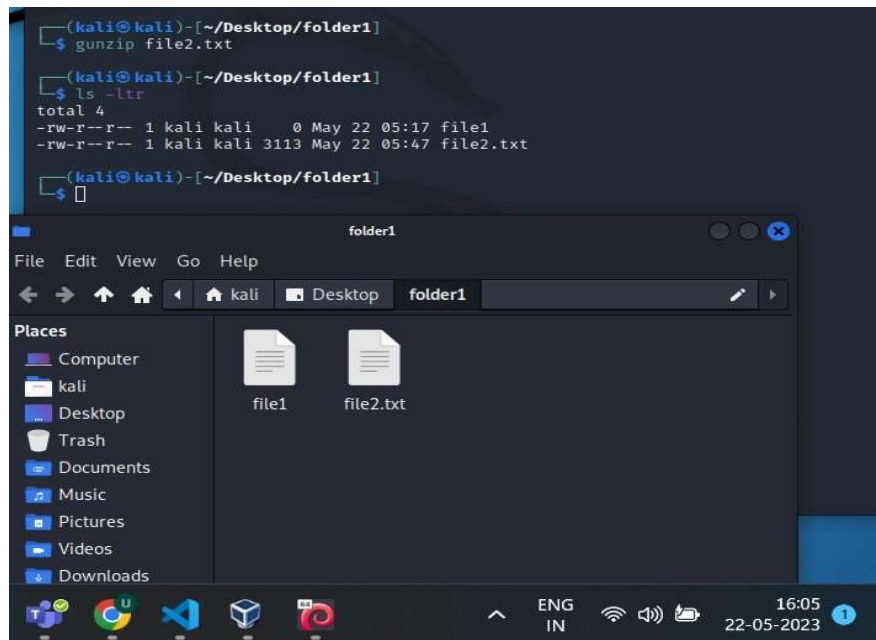 ┌──(kali㉿kali)-[~/Desktop/folder1]
└─$ gunzip file2.txt
┌──(kali㉿kali)-[~/Desktop/folder1]
└─$ ls -ltr
total 4
-rw-r--r-- 1 kali kali    0 May 22 05:17 file1
-rw-r--r-- 1 kali kali 3113 May 22 05:47 file2.txt
┌──(kali㉿kali)-[~/Desktop/folder1]
└─$
folder1
File Edit View Go Help
kali Desktop folder1
Places
Computer
kali
Desktop
Trash
Documents
Music
Pictures
Videos
Downloads
file1 file2.txt
U
64
ENG
IN
16:05
22-05-2023
1